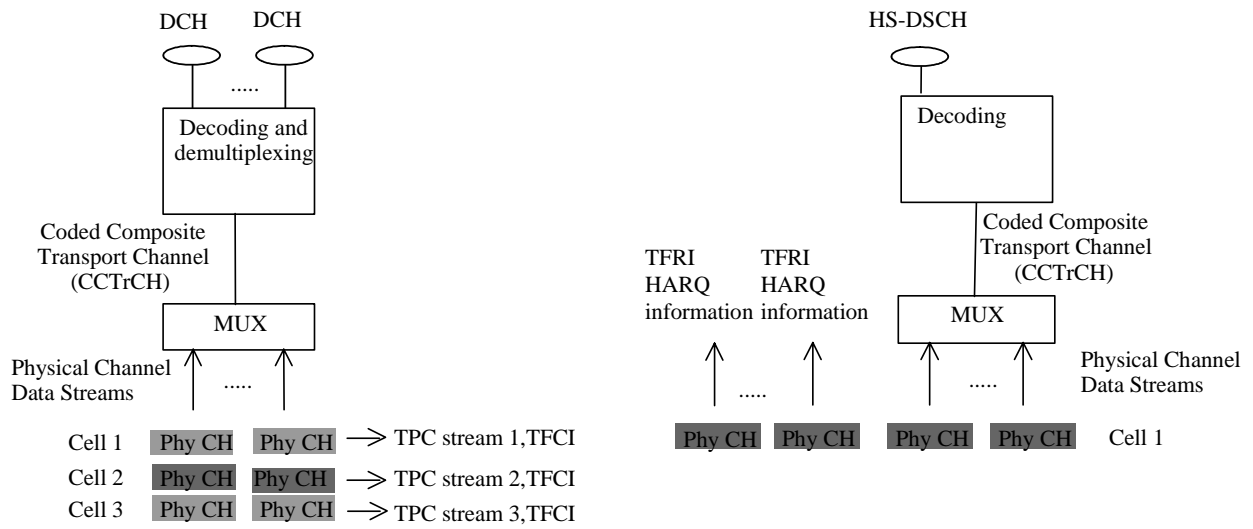 DCH DCH
.....
Decoding and
demultiplexing
Coded Composite
Transport Channel
(CCTrCH)
MUX
Physical Channel
Data Streams
.....
Cell 1 Phy CH Phy CH TPC stream 1,TFCI
Cell 2 Phy CH Phy CH TPC stream 2,TFCI
Cell 3 Phy CH Phy CH TPC stream 3,TFCI
HS-DSCH
Decoding
Coded Composite
Transport Channel
(CCTrCH)
TFRI
HARQ
information
TFRI
HARQ
information
MUX
Physical Channel
Data Streams
.....
.....
Phy CH Phy CH Phy CH Phy CH Cell 1